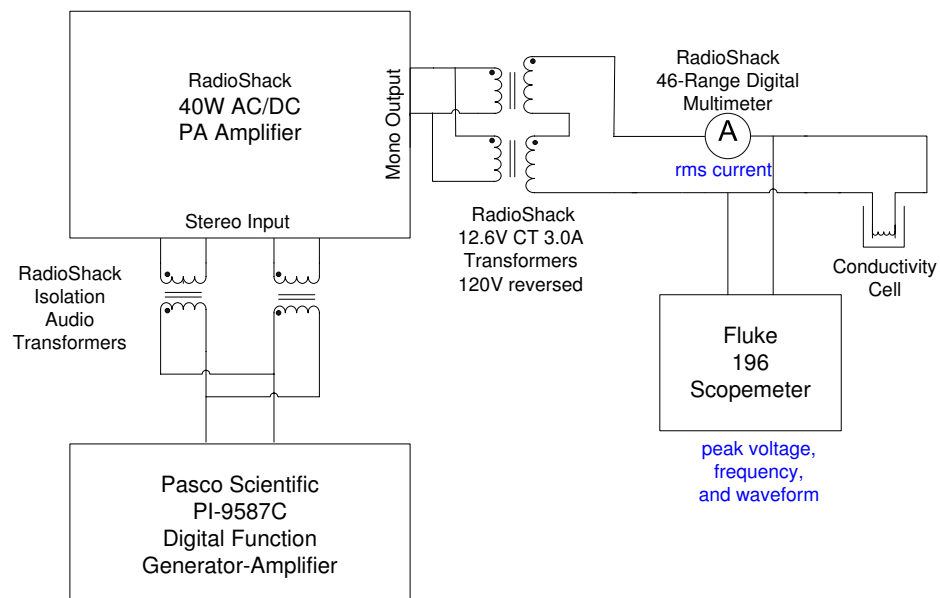 RadioShack
40W AC/DC
PA Amplifier
Mono Output
Stereo Input
RadioShack
46-Range Digital
Multimeter
A
rms current
RadioShack
12.6V CT 3.0A
Transformers
120V reversed
Conductivity
Cell
RadioShack
Isolation
Audio
Transformers
Fluke
196
Scopemeter
peak voltage,
frequency,
and waveform
Pasco Scientific
PI-9587C
Digital Function
Generator-Amplifier